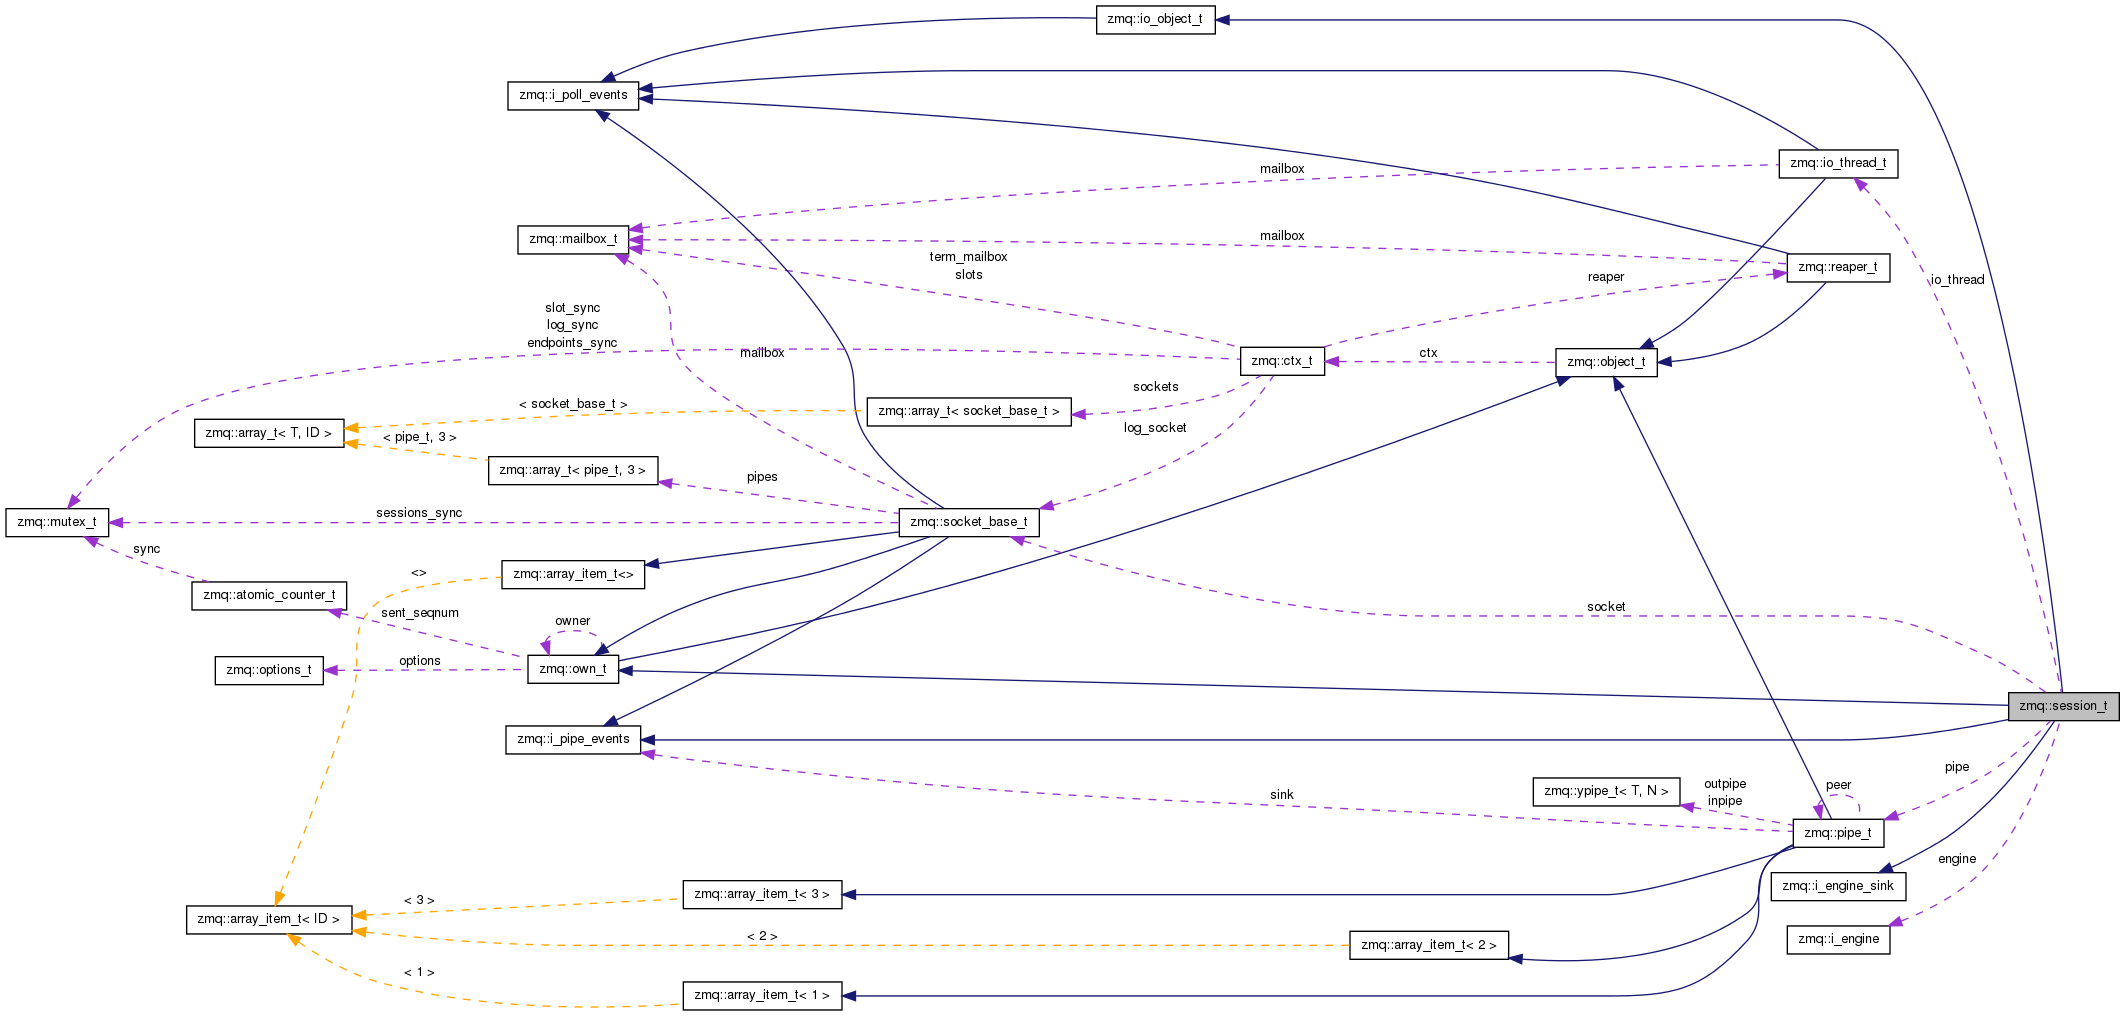 zmq::io_object_t
zmq::i_poll_events
zmq::io_thread_t
mailbox
zmq::mailbox_t
mailbox
term_mailbox
slots
zmq::reaper_t
reaper
io_thread
slot_sync
log_sync
endpoints_sync
mailbox
zmq::ctx_t
ctx
zmq::object_t
sockets
< socket_base_t >
zmq::array_t< socket_base_t >
zmq::array_t< T, ID >
< pipe_t, 3 >
log_socket
zmq::array_t< pipe_t, 3 >
pipes
zmq::mutex_t
sessions_sync
zmq::socket_base_t
sync
<>
zmq::array_item_t<>
zmq::atomic_counter_t
sent_seqnum
owner
socket
options
zmq::options_t
zmq::own_t
zmq::session_t
zmq::i_pipe_events
pipe
sink
zmq::ypipe_t< T, N >
outpipe
inpipe
peer
zmq::pipe_t
engine
zmq::i_engine_sink
zmq::array_item_t< 3 >
< 3 >
zmq::array_item_t< ID >
< 2 >
zmq::array_item_t< 2 >
zmq::i_engine
< 1 >
zmq::array_item_t< 1 >